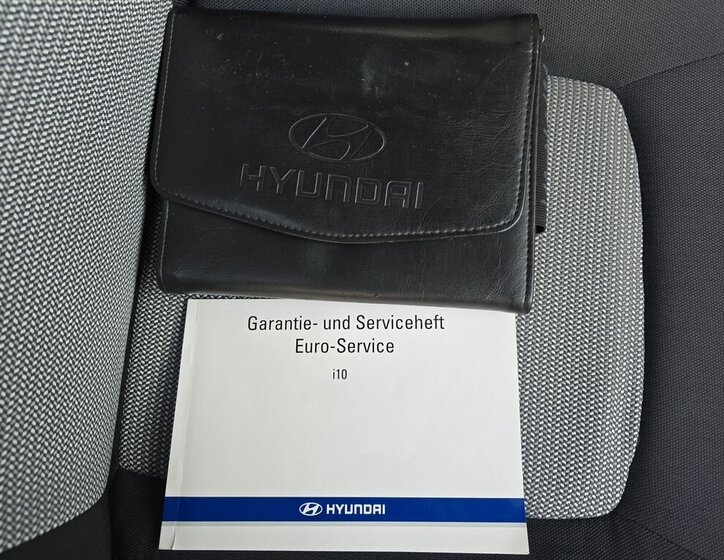 HYUNDAI
Garantie- und Serviceheft
Euro-Service
i10
HYUNDAI